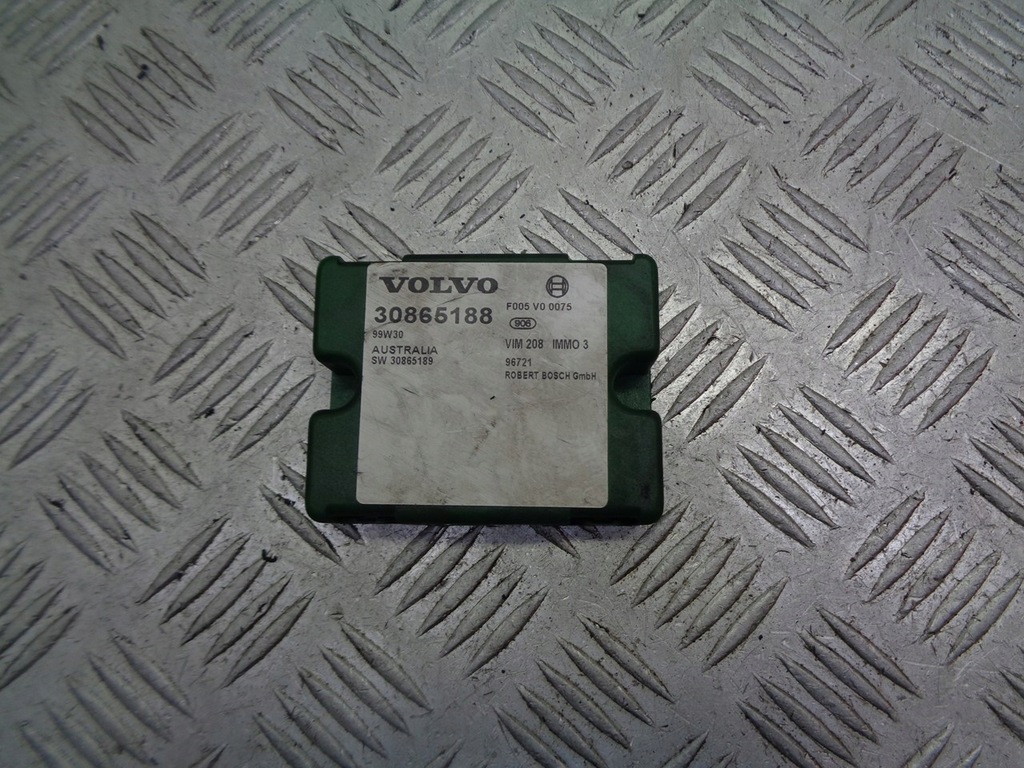 VOLVO
30865188
99W30
AUSTRALIA
SW 30865189
F005 V0 0075
908
VIM 208 IMMO 3
96721
ROBERT BOSCH GmbH